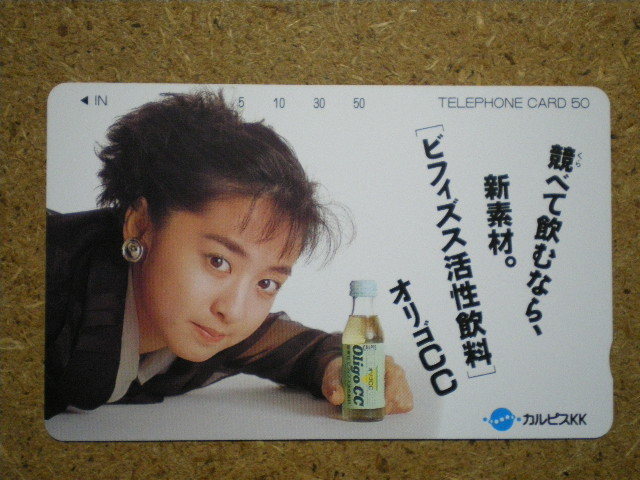 ◀ IN
5 10 30 50
TELEPHONE CARD 50
競べて飲むなら、
くら
新素材。
[ビフィズス活性飲料]
オリゴCC
Oligo CC
カルピスKK